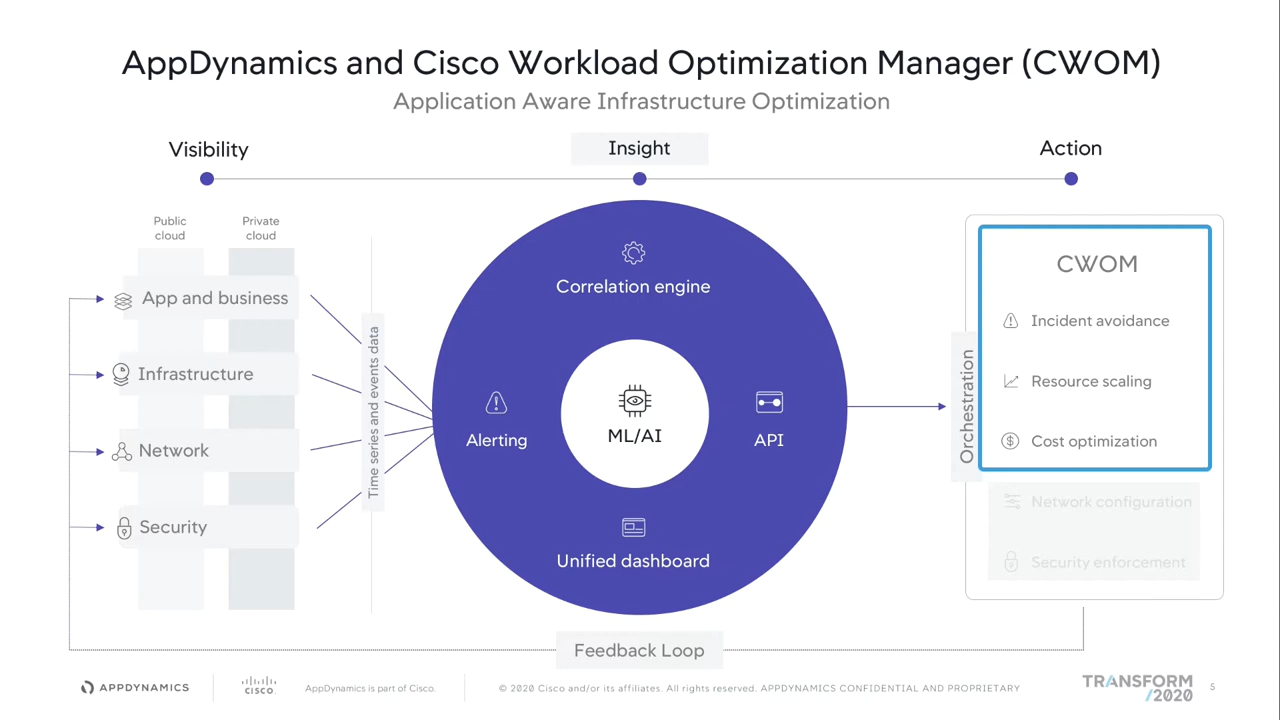 AppDynamics and Cisco Workload Optimization Manager (CWOM)
Application Aware Infrastructure Optimization
Visibility
Insight
Action
Public
cloud
Private
cloud
App and business
Infrastructure
Network
Security
Time series and events data
Correlation engine
Alerting
ML/AI
API
Unified dashboard
Orchestration
CWOM
Incident avoidance
Resource scaling
Cost optimization
Network configuration
Security enforcement
Feedback Loop
APPDYNAMICS
CISCO
AppDynamics is part of Cisco.
© 2020 Cisco and/or its affiliates. All rights reserved. APPDYNAMICS CONFIDENTIAL AND PROPRIETARY
TRANSFORM
/2020
5